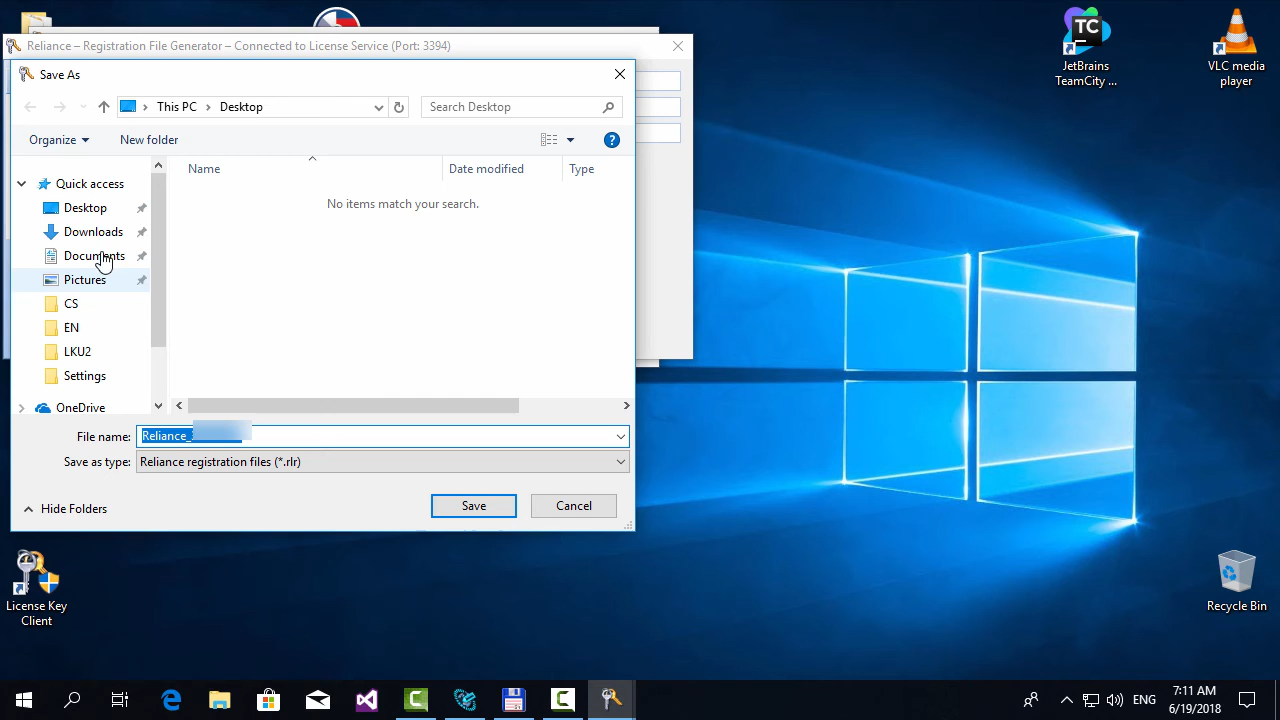 Reliance – Registration File Generator – Connected to License Service (Port: 3394)
Save As
This PC > Desktop
Search Desktop
Organize
New folder
Name
Date modified
Type
No items match your search.
Quick access
Desktop
Downloads
Documents
Pictures
CS
EN
LKU2
Settings
OneDrive
File name:
Reliance_
Save as type:
Reliance registration files (*.rlr)
Hide Folders
Save
Cancel
TC
JetBrains
TeamCity ...
VLC media
player
License Key
Client
Recycle Bin
ENG
7:11 AM
6/19/2018